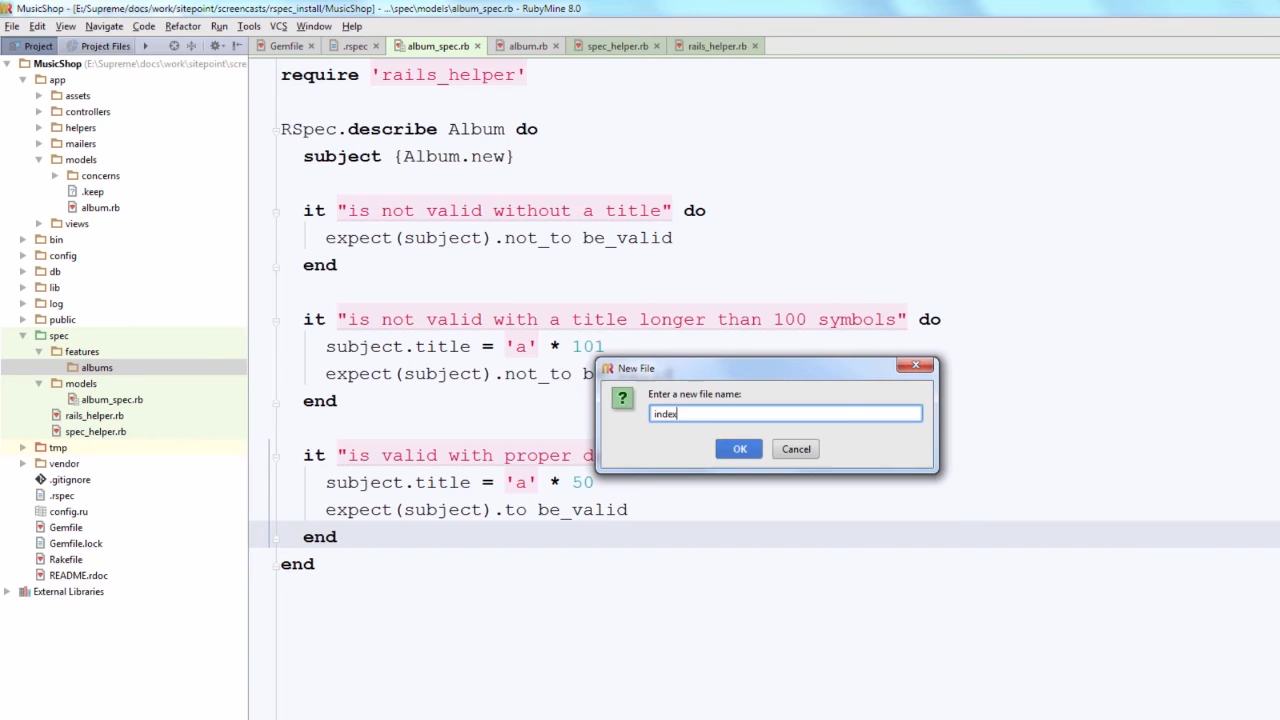 MusicShop - [E:/Supreme/docs/work/sitepoint/screencasts/rspec_install/MusicShop] - ...\spec\models\album_spec.rb - RubyMine 8.0
File Edit View Navigate Code Refactor Run Tools VCS Window Help
Project Project Files Gemfile .rspec album_spec.rb album.rb spec_helper.rb rails_helper.rb
MusicShop (E:/Supreme/docs/work/sitepoint/scre
app
assets
controllers
helpers
mailers
models
concerns
.keep
album.rb
views
bin
config
db
lib
log
public
spec
features
albums
models
album_spec.rb
rails_helper.rb
spec_helper.rb
tmp
vendor
.gitignore
.rspec
config.ru
Gemfile
Gemfile.lock
Rakefile
README.rdoc
External Libraries
require 'rails_helper'
RSpec.describe Album do
subject {Album.new}
it "is not valid without a title" do
expect(subject).not_to be_valid
end
it "is not valid with a title longer than 100 symbols" do
subject.title = 'a' * 101
expect(subject).not_to b
end
it "is valid with proper d
subject.title = 'a' * 50
expect(subject).to be_valid
end
end
New File
Enter a new file name:
index
OK Cancel